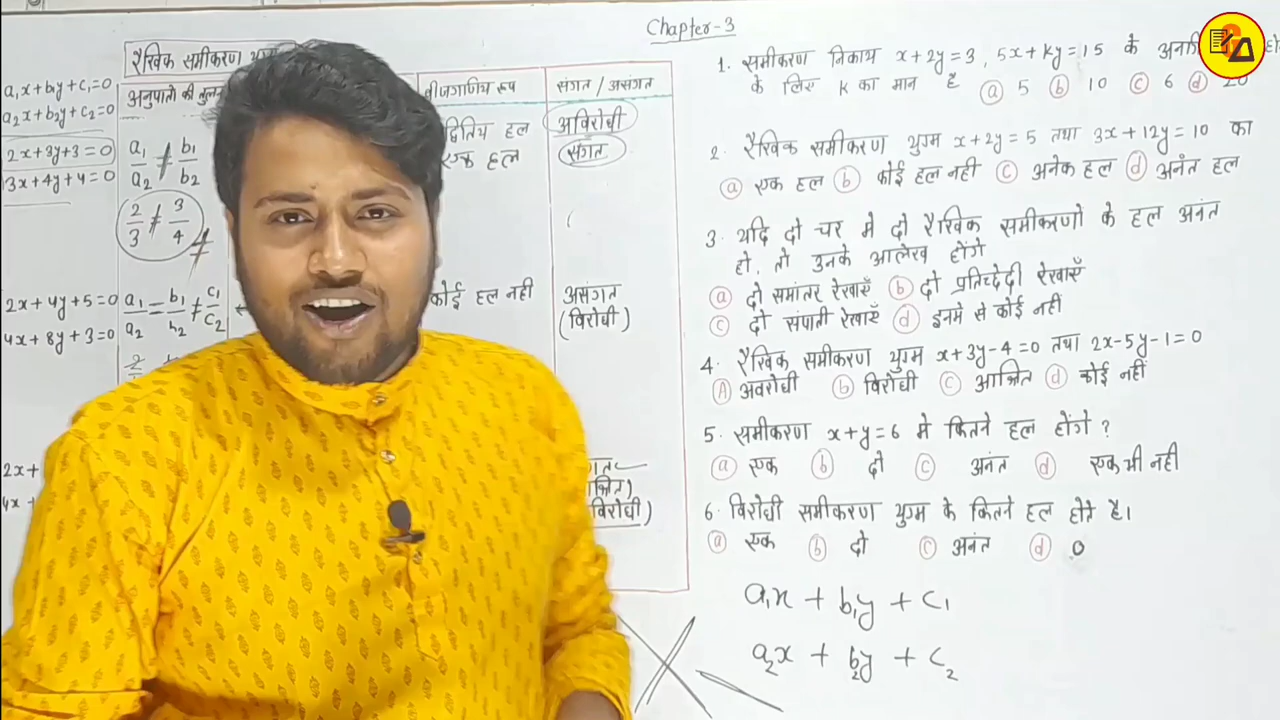 Chapter-3
रैखिक समीकरण
a₁x+b₁y+c₁=0
a₂x+b₂y+c₂=0
2x+3y+3=0
3x+4y+4=0
2x+4y+5=0
4x+8y+3=0
2x+
4x+
अनुपातो की तुलना
a₁/a₂ ≠ b₁/b₂
2/3 ≠ 3/4
a₁/a₂ = b₁/b₂ ≠ c₁/c₂
बीजगणितिय रूप
द्वितिय हल
एक हल
कोई हल नही
संगत / असंगत
अविरोधी
संगत
असंगत
(विरोधी)
विरोधी)
1. समीकरण निकाय x+2y=3, 5x+ky=15 के
के लिए k का मान है (a) 5 (b) 10 (c) 6 (d) 20
2. रैखिक समीकरण युग्म x+2y=5 तथा 3x+12y=10 का
(a) एक हल (b) कोई हल नही (c) अनेक हल (d) अनंत हल
3. यदि दो चर मे दो रैखिक समीकरणो के हल अनंत
हो, तो उनके आलेख होंगे
(a) दो समांतर रेखाएँ (b) दो प्रतिच्देदी रेखाएँ
(c) दो संपाती रेखाएँ (d) इनमे से कोई नही
4. रैखिक समीकरण युग्म x+3y-4=0 तथा 2x-5y-1=0
(A) अवरोधी (b) विरोधी (c) आश्रित (d) कोई नहीं
5. समीकरण x+y=6 मे कितने हल होंगे ?
(a) एक (b) दो (c) अनंत (d) एक भी नही
6. विरोधी समीकरण युग्म के कितने हल होते है।
(a) एक (b) दो (c) अनंत (d) 0
a₁x + b₁y + c₁
a₂x + b₂y + c₂